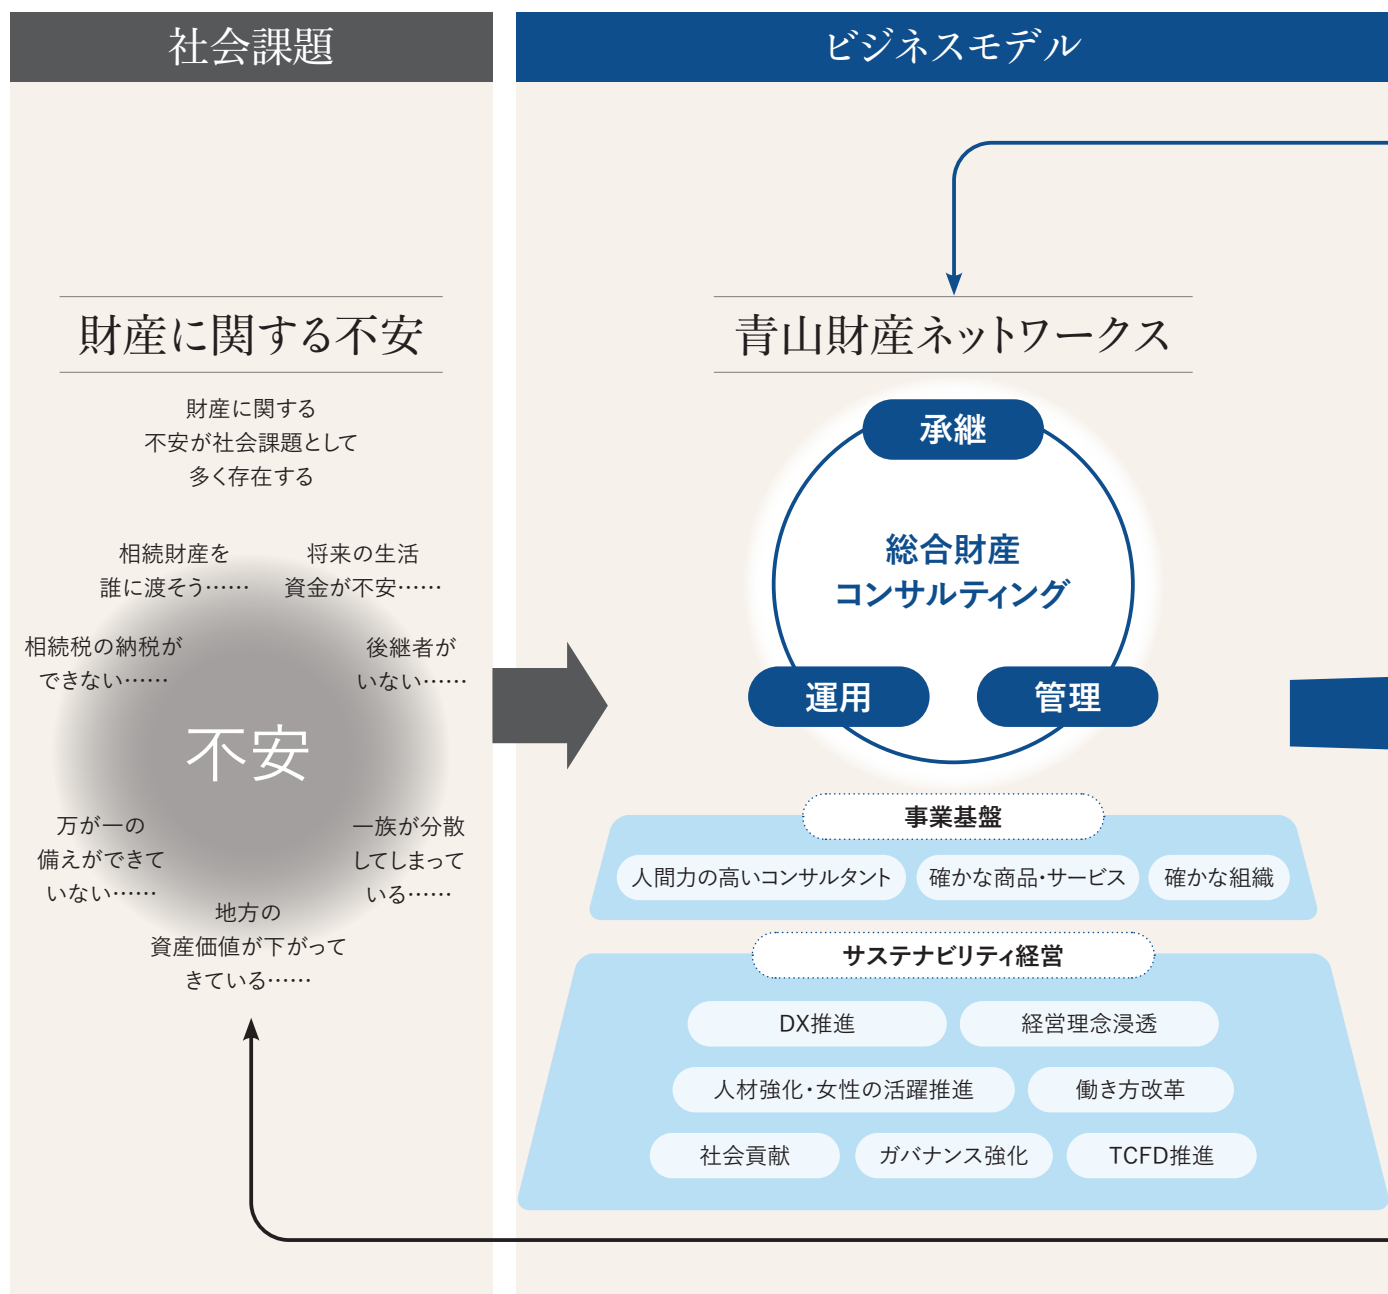 社会課題
財産に関する不安
財産に関する
不安が社会課題として
多く存在する
相続財産を
誰に渡そう……
将来の生活
資金が不安……
相続税の納税が
できない……
後継者が
いない……
不安
万が一の
備えができて
いない……
一族が分散
してしまって
いる……
地方の
資産価値が下がって
きている……
ビジネスモデル
青山財産ネットワークス
承継
総合財産
コンサルティング
運用
管理
事業基盤
人間力の高いコンサルタント
確かな商品・サービス
確かな組織
サステナビリティ経営
DX推進
経営理念浸透
人材強化・女性の活躍推進
働き方改革
社会貢献
ガバナンス強化
TCFD推進